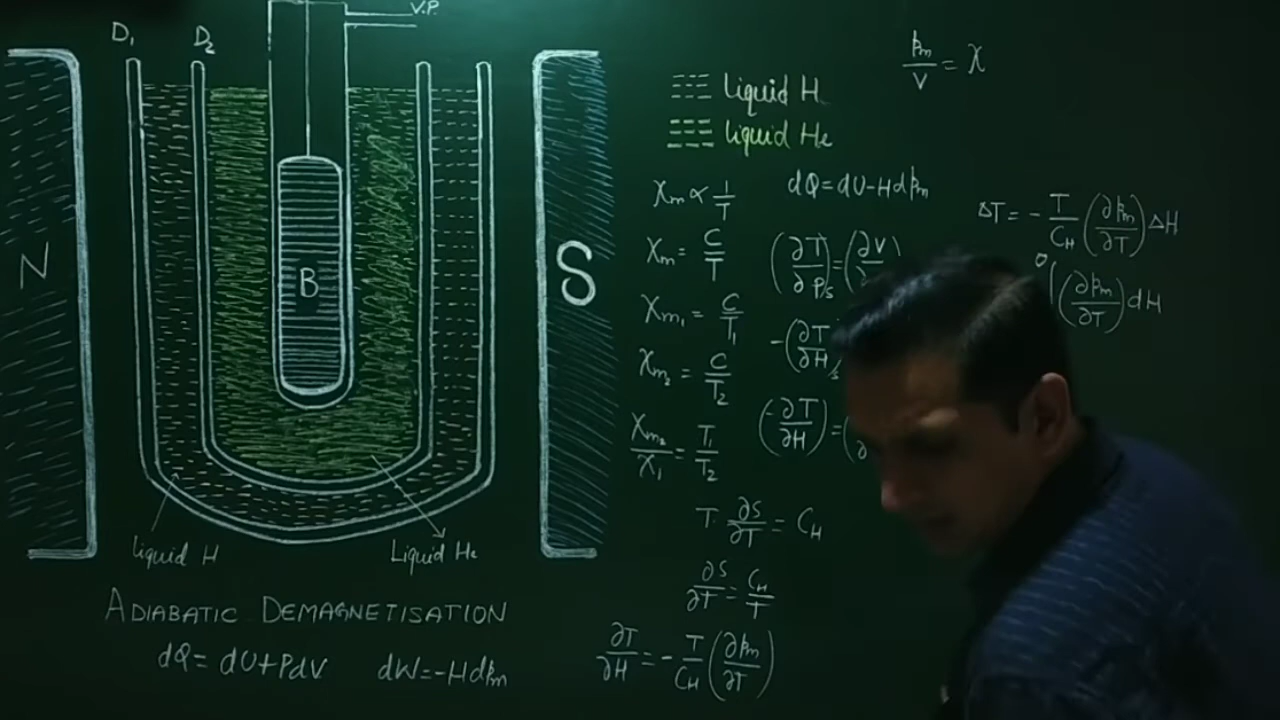 V.P.
D₁
D₂
N
B
S
liquid H
Liquid He
ADIABATIC DEMAGNETISATION
dQ = dU+PdV
dW=-Hdpm
pm/V = χ
liquid H
liquid He
χm ∝ 1/T
χm = C/T
χm₁ = C/T₁
χm₂ = C/T₂
χm₂/χ₁ = T₁/T₂
dQ=dU-Hdpm
(∂T/∂P)s=(∂V/
-(∂T/∂H)s
(-∂T/∂H)=(
T·∂S/∂T = CH
∂S/∂T = CH/T
∂T/∂H = -T/CH (∂pm/∂T)
ΔT = -T/CH (∂pm/∂T) ΔH
(∂pm/∂T) dH